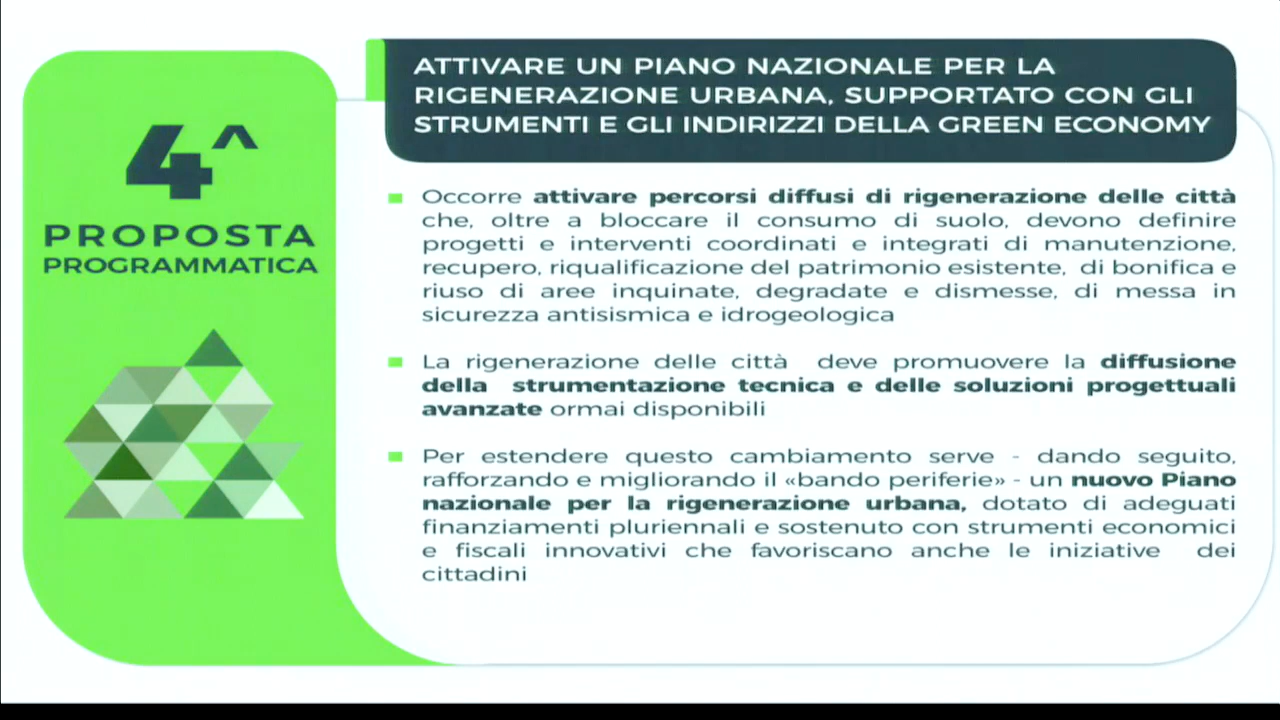 4^
PROPOSTA
PROGRAMMATICA
ATTIVARE UN PIANO NAZIONALE PER LA
RIGENERAZIONE URBANA, SUPPORTATO CON GLI
STRUMENTI E GLI INDIRIZZI DELLA GREEN ECONOMY
Occorre attivare percorsi diffusi di rigenerazione delle città
che, oltre a bloccare il consumo di suolo, devono definire
progetti e interventi coordinati e integrati di manutenzione,
recupero, riqualificazione del patrimonio esistente, di bonifica e
riuso di aree inquinate, degradate e dismesse, di messa in
sicurezza antisismica e idrogeologica
La rigenerazione delle città deve promuovere la diffusione
della strumentazione tecnica e delle soluzioni progettuali
avanzate ormai disponibili
Per estendere questo cambiamento serve - dando seguito,
rafforzando e migliorando il «bando periferie» - un nuovo Piano
nazionale per la rigenerazione urbana, dotato di adeguati
finanziamenti pluriennali e sostenuto con strumenti economici
e fiscali innovativi che favoriscano anche le iniziative dei
cittadini